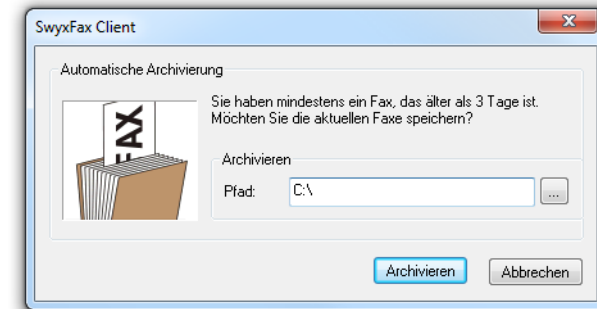 SwyxFax Client
Automatische Archivierung
FAX
Sie haben mindestens ein Fax, das älter als 3 Tage ist.
Möchten Sie die aktuellen Faxe speichern?
Archivieren
Pfad: C:\ ...
Archivieren Abbrechen